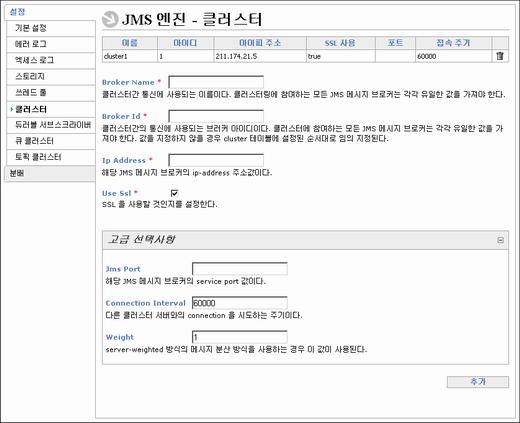 설정
기본 설정
에러 로그
액세스 로그
스토리지
쓰레드 풀
클러스터
듀러블 서브스크라이버
큐 클러스터
토픽 클러스터
분배
JMS 엔진 - 클러스터
이름 아이디 아이피 주소 SSL 사용 포트 접속 주기
cluster1 1 211.174.21.5 true 60000
Broker Name *
클러스터간 통신에 사용되는 이름이다. 클러스터링에 참여하는 모든 JMS 메시지 브로커는 각각 유일한 값을 가져야 한다.
Broker Id *
클러스터간의 통신에 사용되는 브러커 아이디이다. 클러스터에 참여하는 모든 JMS 메시지 브로커는 각각 유일한 값을 가
져야 한다. 값을 지정하지 않을 경우 cluster 테이블에 설정된 순서대로 임의 지정된다.
Ip Address *
해당 JMS 메시지 브로커의 ip-address 주소값이다.
Use Ssl *
SSL 을 사용할 것인지를 설정한다.
고급 선택사항
Jms Port
해당 JMS 메시지 브로커의 service port 값이다.
Connection Interval 60000
다른 클러스터 서버와의 connection 을 시도하는 주기이다.
Weight 1
server-weighted 방식의 메시지 분산 방식을 사용하는 경우 이 값이 사용된다.
추가